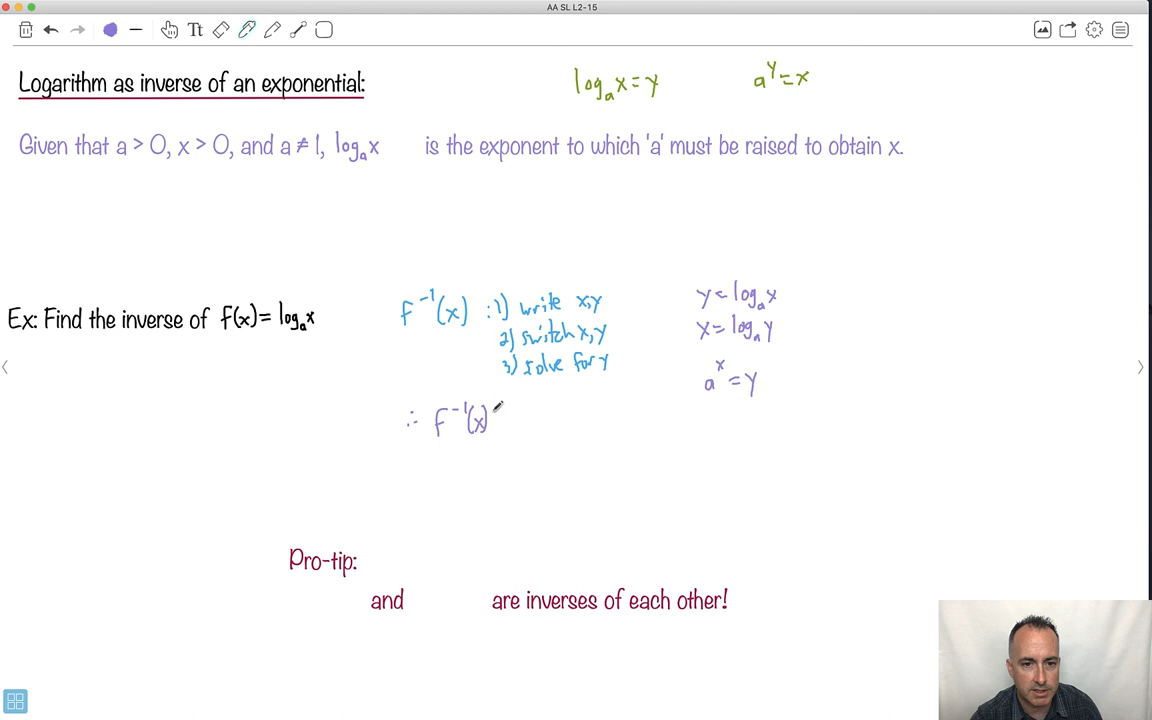 AA SL L2-15
Tt
Logarithm as inverse of an exponential:
logₐx = y
a^y = x
Given that a > 0, x > 0, and a ≠ 1, logₐx is the exponent to which 'a' must be raised to obtain x.
Ex: Find the inverse of f(x) = logₐx
f⁻¹(x) : 1) write x,y
2) switch x,y
3) solve for y
y = logₐx
x = logₐy
a^x = y
∴ f⁻¹(x)
Pro-tip:
and are inverses of each other!